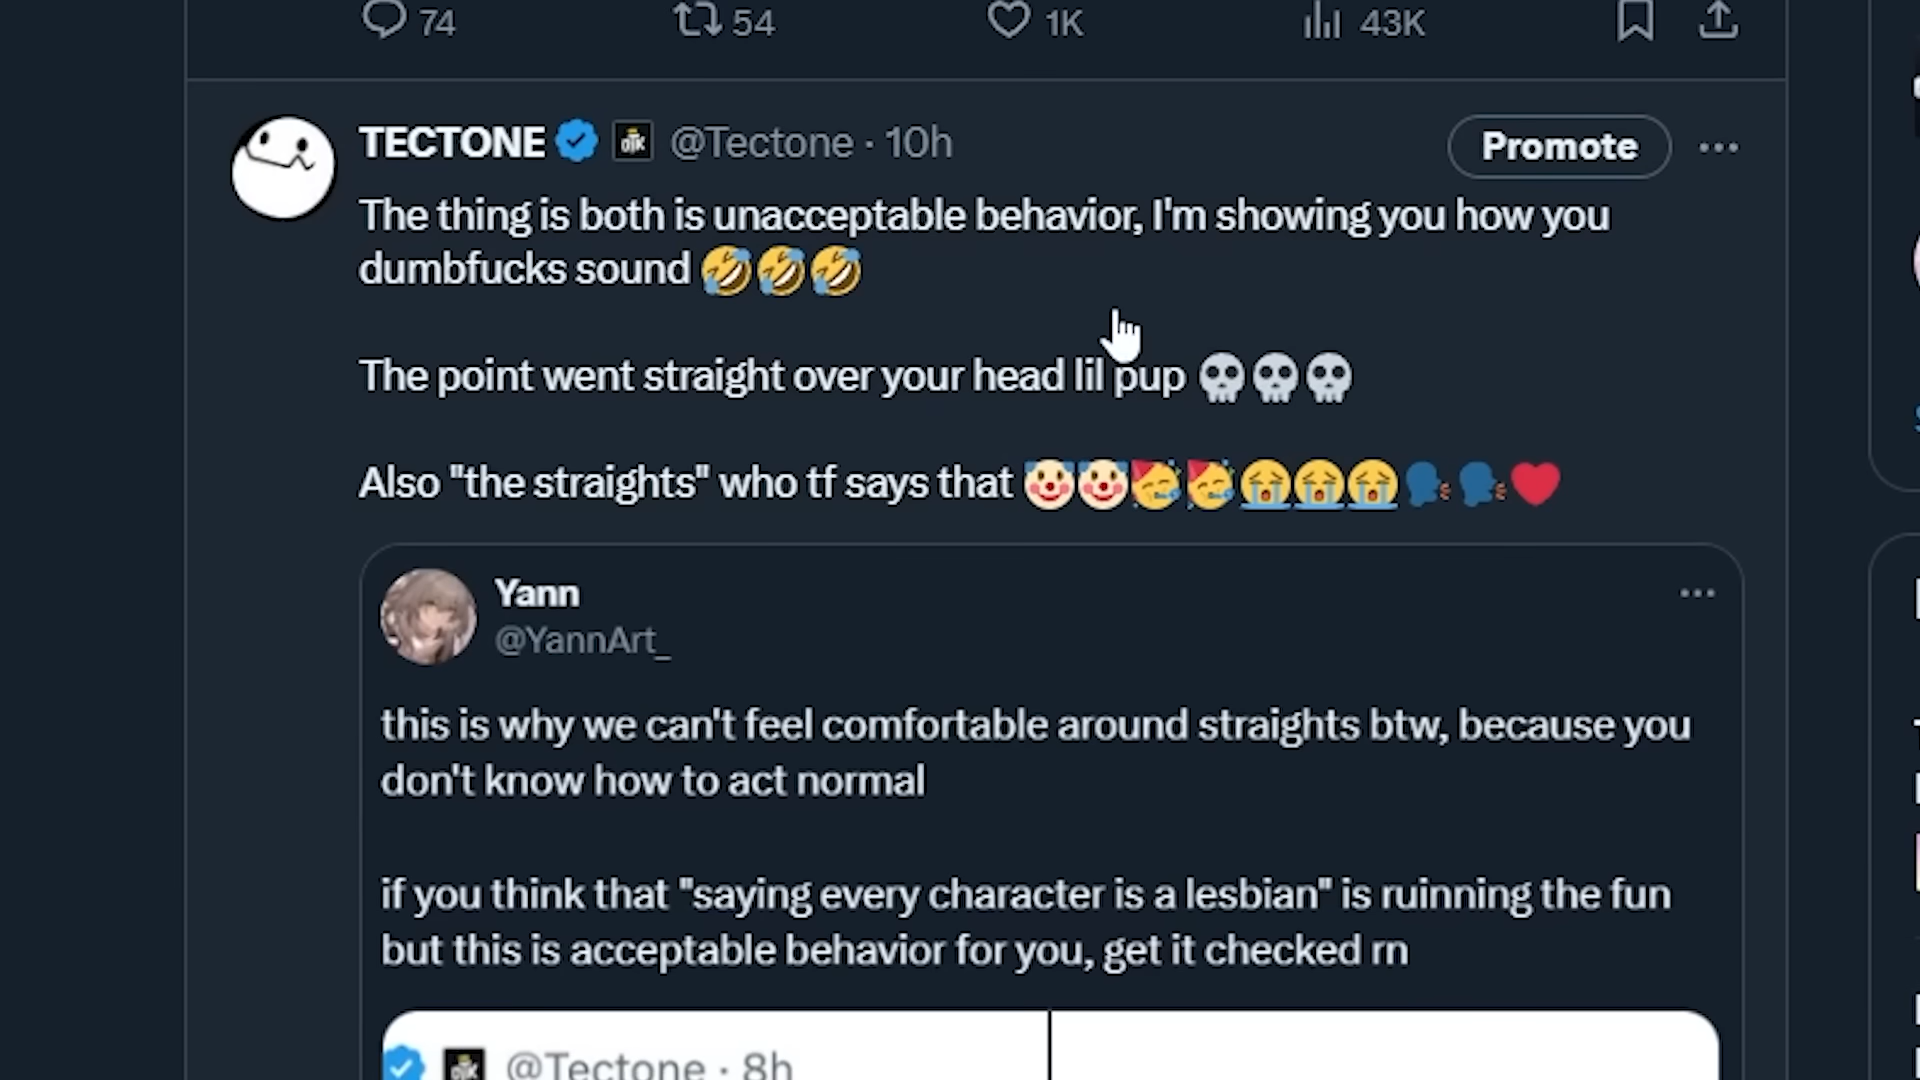 74 54 1K 43K
TECTONE @Tectone · 10h Promote
The thing is both is unacceptable behavior, I'm showing you how you
dumbfucks sound 🤣🤣🤣
The point went straight over your head lil pup 💀💀💀
Also "the straights" who tf says that 🤡🤡🥳🥳😭😭😭🗣️🗣️❤️
Yann
@YannArt_
this is why we can't feel comfortable around straights btw, because you
don't know how to act normal
if you think that "saying every character is a lesbian" is ruinning the fun
but this is acceptable behavior for you, get it checked rn
@Tectone · 8h